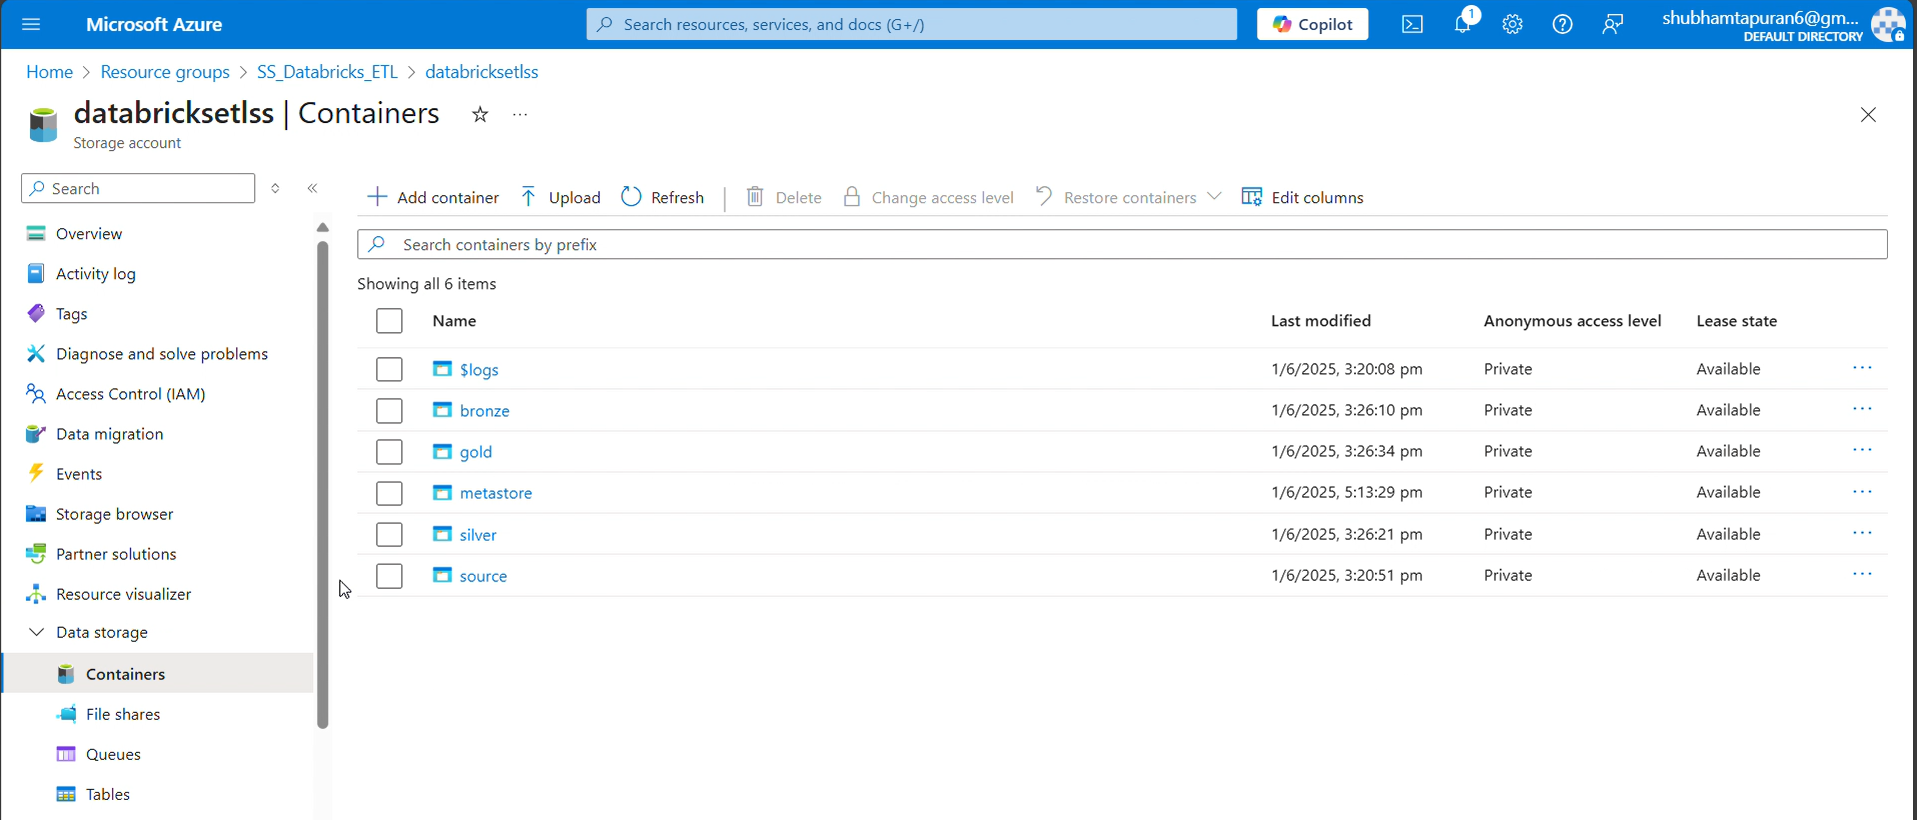 Microsoft Azure
Search resources, services, and docs (G+/)
Copilot
1
shubhamtapuran6@gm...
DEFAULT DIRECTORY
Home > Resource groups > SS_Databricks_ETL > databricksetlss
databricksetlss | Containers
Storage account
Search
Add container Upload Refresh Delete Change access level Restore containers Edit columns
Search containers by prefix
Showing all 6 items
Name Last modified Anonymous access level Lease state
$logs 1/6/2025, 3:20:08 pm Private Available
bronze 1/6/2025, 3:26:10 pm Private Available
gold 1/6/2025, 3:26:34 pm Private Available
metastore 1/6/2025, 5:13:29 pm Private Available
silver 1/6/2025, 3:26:21 pm Private Available
source 1/6/2025, 3:20:51 pm Private Available
Overview
Activity log
Tags
Diagnose and solve problems
Access Control (IAM)
Data migration
Events
Storage browser
Partner solutions
Resource visualizer
Data storage
Containers
File shares
Queues
Tables